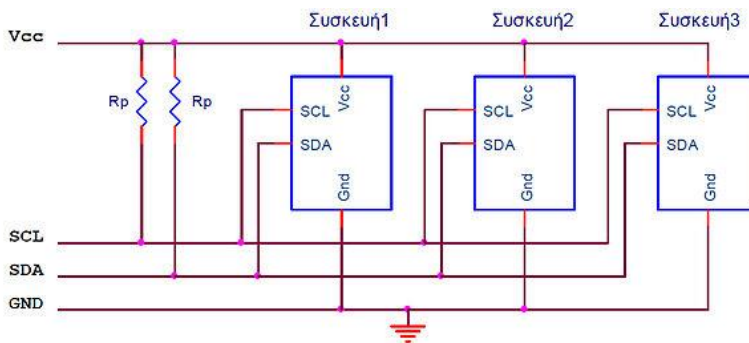 Συσκευή1 Συσκευή2 Συσκευή3
Vcc
Rp Rp
SCL Vcc SCL Vcc SCL Vcc
SDA SDA SDA
Gnd Gnd Gnd
SCL
SDA
GND